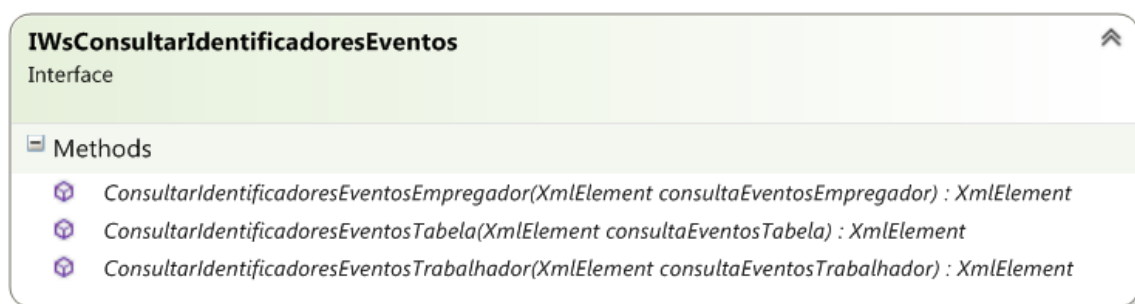 IWsConsultarIdentificadoresEventos
Interface
Methods
ConsultarIdentificadoresEventosEmpregador(XmlElement consultaEventosEmpregador) : XmlElement
ConsultarIdentificadoresEventosTabela(XmlElement consultaEventosTabela) : XmlElement
ConsultarIdentificadoresEventosTrabalhador(XmlElement consultaEventosTrabalhador) : XmlElement